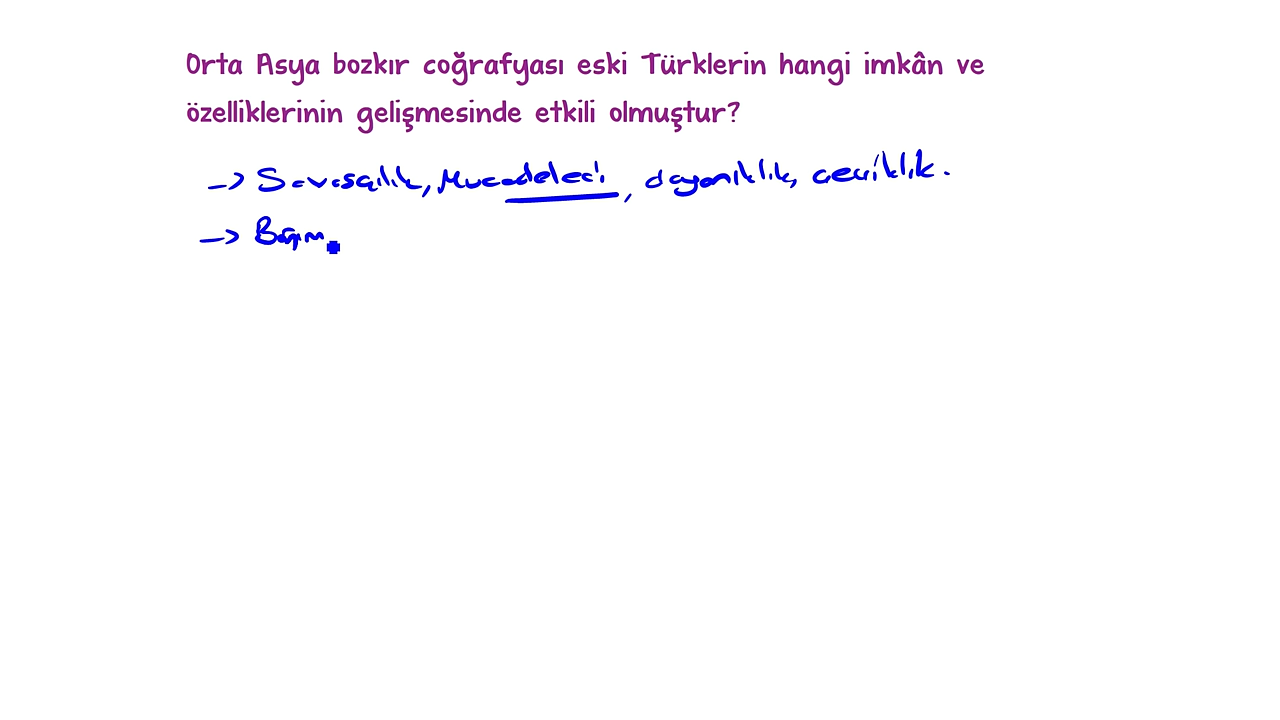 Orta Asya bozkır coğrafyası eski Türklerin hangi imkân ve
özelliklerinin gelişmesinde etkili olmuştur?
→ Savaşçılık, Mücadeleci, dayanıklılık, çeviklik.
→ Bağım